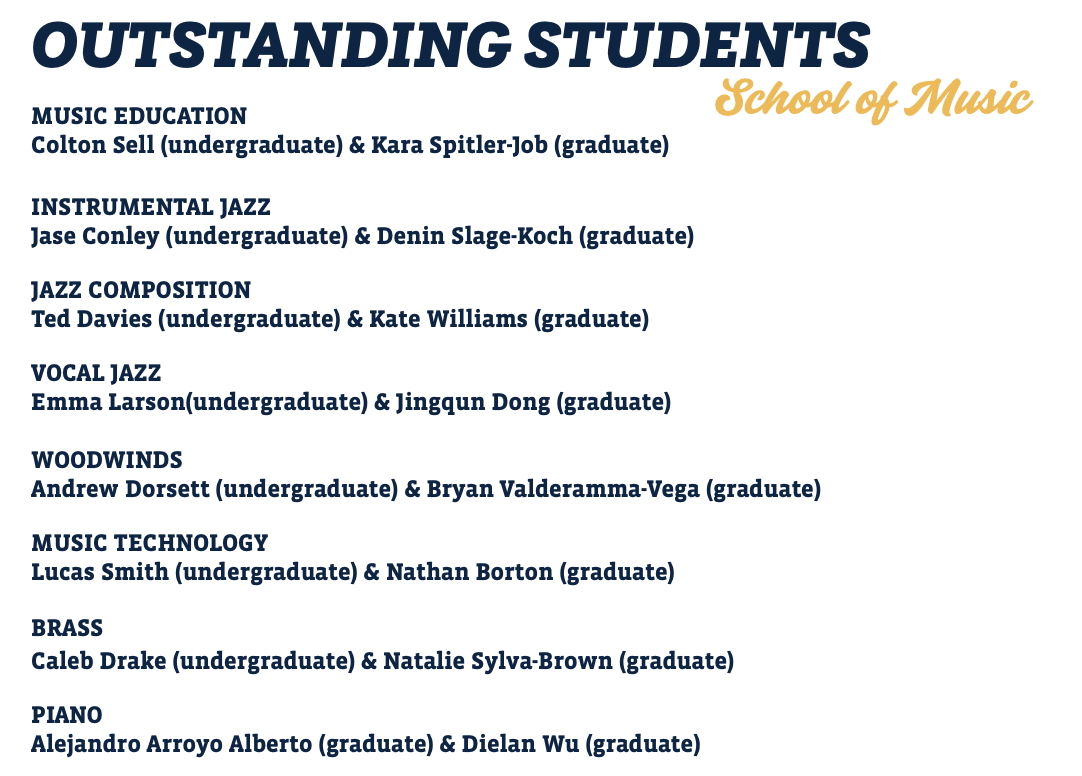 OUTSTANDING STUDENTS
School of Music
MUSIC EDUCATION
Colton Sell (undergraduate) & Kara Spitler-Job (graduate)
INSTRUMENTAL JAZZ
Jase Conley (undergraduate) & Denin Slage-Koch (graduate)
JAZZ COMPOSITION
Ted Davies (undergraduate) & Kate Williams (graduate)
VOCAL JAZZ
Emma Larson(undergraduate) & Jingqun Dong (graduate)
WOODWINDS
Andrew Dorsett (undergraduate) & Bryan Valderamma-Vega (graduate)
MUSIC TECHNOLOGY
Lucas Smith (undergraduate) & Nathan Borton (graduate)
BRASS
Caleb Drake (undergraduate) & Natalie Sylva-Brown (graduate)
PIANO
Alejandro Arroyo Alberto (graduate) & Dielan Wu (graduate)